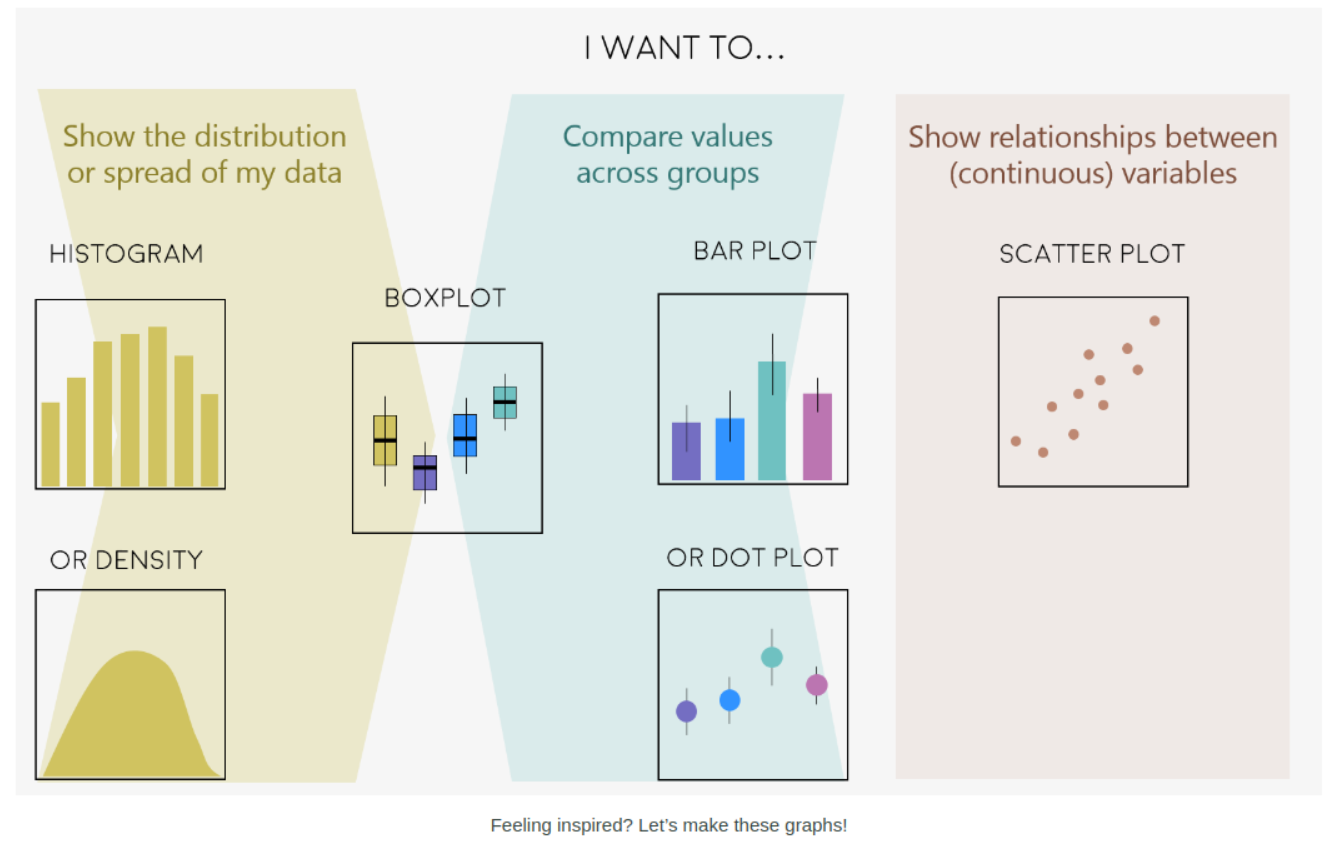 I WANT TO...
Show the distribution
or spread of my data
Compare values
across groups
Show relationships between
(continuous) variables
HISTOGRAM
BOXPLOT
BAR PLOT
SCATTER PLOT
OR DENSITY
OR DOT PLOT
Feeling inspired? Let's make these graphs!